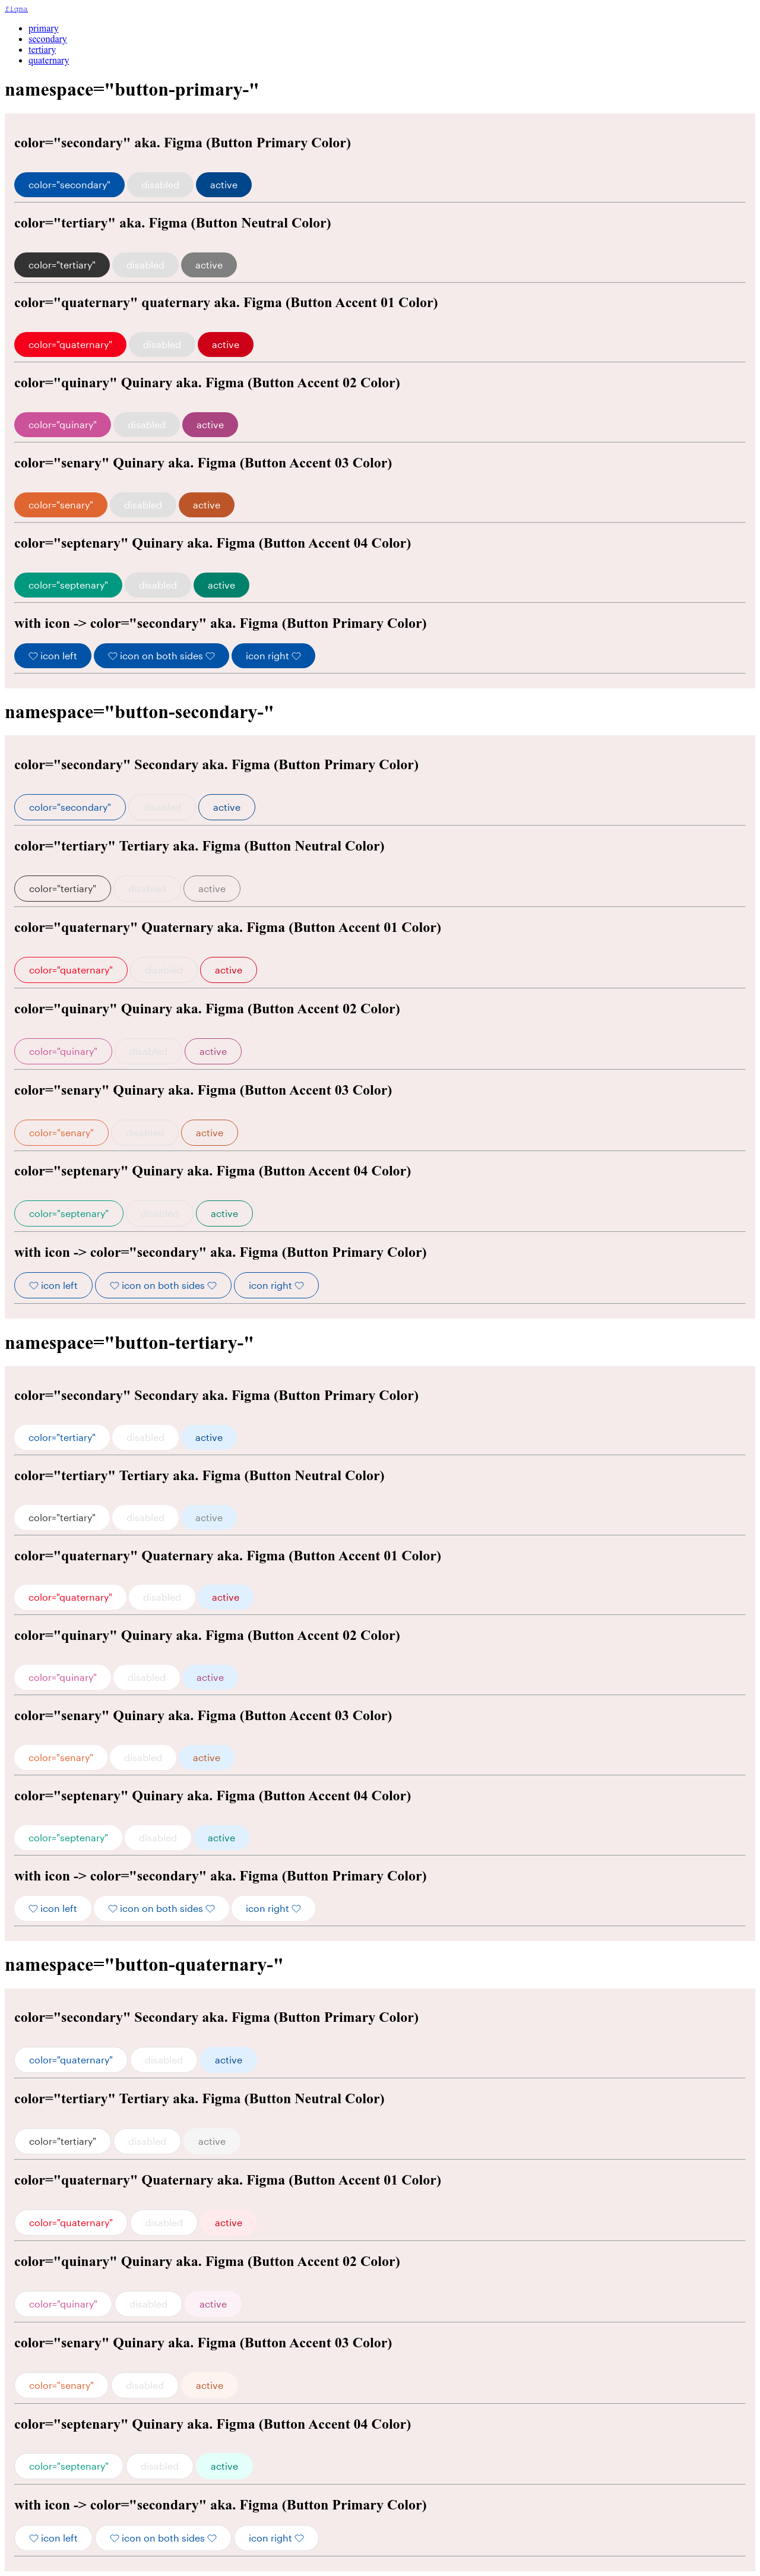 figma
primary
secondary
tertiary
quaternary
namespace="button-primary-"
color="secondary" aka. Figma (Button Primary Color)
color="secondary" disabled active
color="tertiary" aka. Figma (Button Neutral Color)
color="tertiary" disabled active
color="quaternary" quaternary aka. Figma (Button Accent 01 Color)
color="quaternary" disabled active
color="quinary" Quinary aka. Figma (Button Accent 02 Color)
color="quinary" disabled active
color="senary" Quinary aka. Figma (Button Accent 03 Color)
color="senary" disabled active
color="septenary" Quinary aka. Figma (Button Accent 04 Color)
color="septenary" disabled active
with icon -> color="secondary" aka. Figma (Button Primary Color)
icon left icon on both sides icon right
namespace="button-secondary-"
color="secondary" Secondary aka. Figma (Button Primary Color)
color="secondary" disabled active
color="tertiary" Tertiary aka. Figma (Button Neutral Color)
color="tertiary" disabled active
color="quaternary" Quaternary aka. Figma (Button Accent 01 Color)
color="quaternary" disabled active
color="quinary" Quinary aka. Figma (Button Accent 02 Color)
color="quinary" disabled active
color="senary" Quinary aka. Figma (Button Accent 03 Color)
color="senary" disabled active
color="septenary" Quinary aka. Figma (Button Accent 04 Color)
color="septenary" disabled active
with icon -> color="secondary" aka. Figma (Button Primary Color)
icon left icon on both sides icon right
namespace="button-tertiary-"
color="secondary" Secondary aka. Figma (Button Primary Color)
color="tertiary" disabled active
color="tertiary" Tertiary aka. Figma (Button Neutral Color)
color="tertiary" disabled active
color="quaternary" Quaternary aka. Figma (Button Accent 01 Color)
color="quaternary" disabled active
color="quinary" Quinary aka. Figma (Button Accent 02 Color)
color="quinary" disabled active
color="senary" Quinary aka. Figma (Button Accent 03 Color)
color="senary" disabled active
color="septenary" Quinary aka. Figma (Button Accent 04 Color)
color="septenary" disabled active
with icon -> color="secondary" aka. Figma (Button Primary Color)
icon left icon on both sides icon right
namespace="button-quaternary-"
color="secondary" Secondary aka. Figma (Button Primary Color)
color="quaternary" disabled active
color="tertiary" Tertiary aka. Figma (Button Neutral Color)
color="tertiary" disabled active
color="quaternary" Quaternary aka. Figma (Button Accent 01 Color)
color="quaternary" disabled active
color="quinary" Quinary aka. Figma (Button Accent 02 Color)
color="quinary" disabled active
color="senary" Quinary aka. Figma (Button Accent 03 Color)
color="senary" disabled active
color="septenary" Quinary aka. Figma (Button Accent 04 Color)
color="septenary" disabled active
with icon -> color="secondary" aka. Figma (Button Primary Color)
icon left icon on both sides icon right